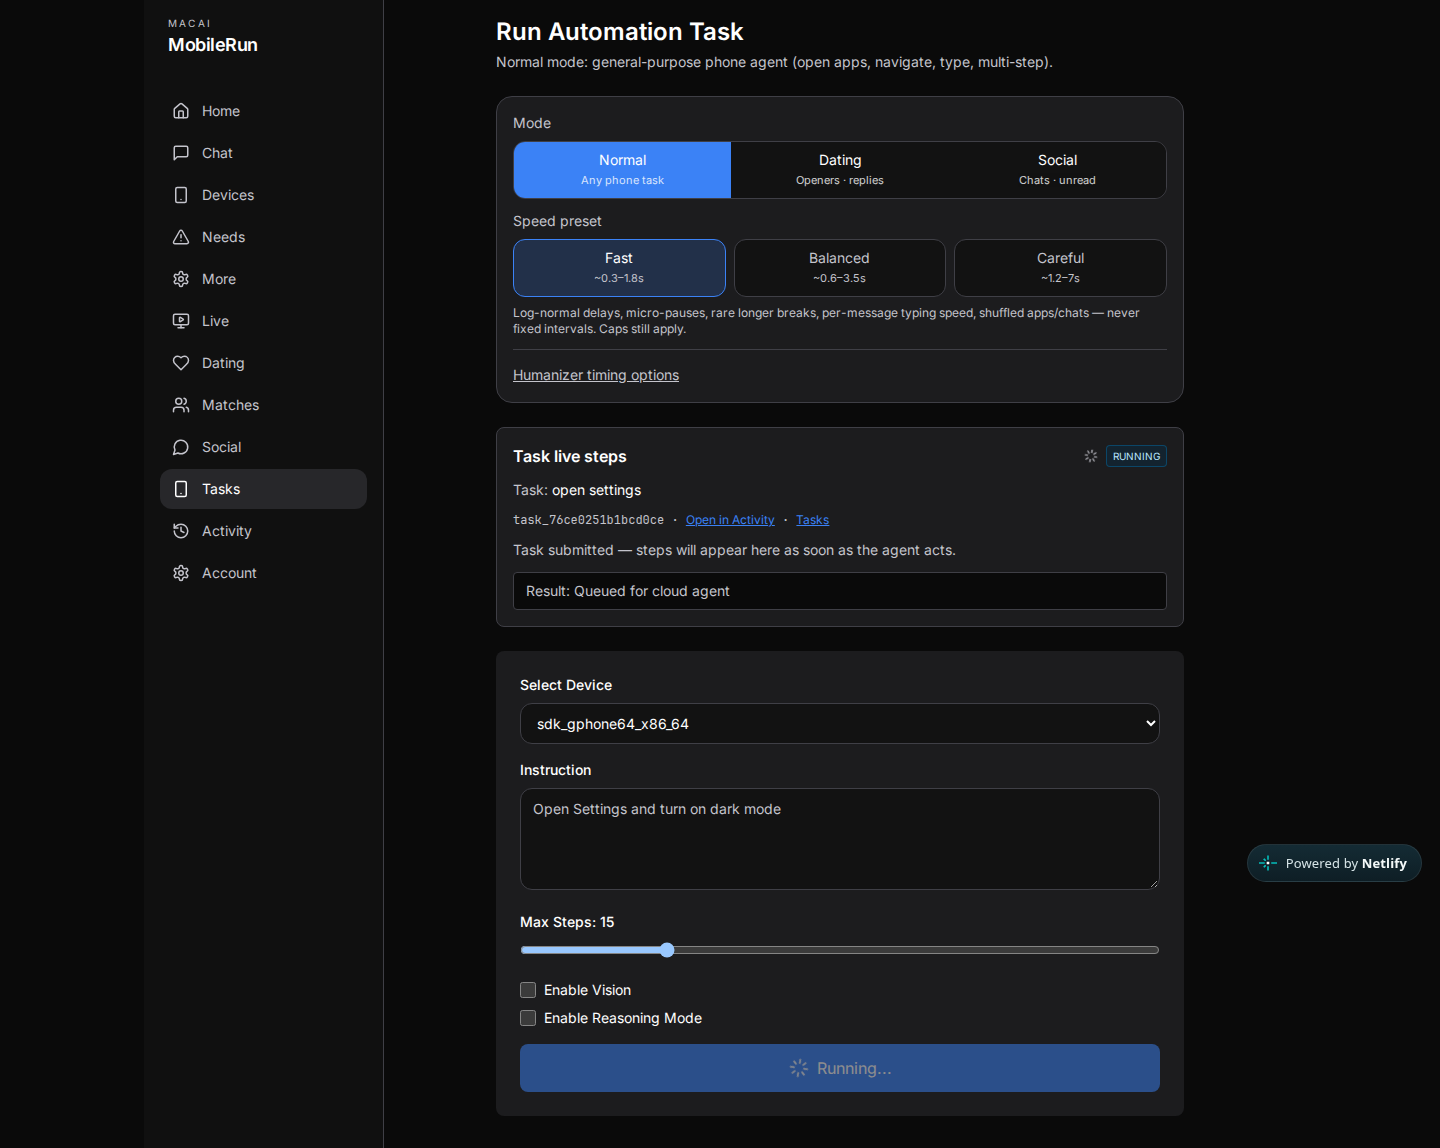 MACAI
MobileRun
Home
Chat
Devices
Needs
More
Live
Dating
Matches
Social
Tasks
Activity
Account
Run Automation Task
Normal mode: general-purpose phone agent (open apps, navigate, type, multi-step).
Mode
Normal
Any phone task
Dating
Openers · replies
Social
Chats · unread
Speed preset
Fast
~0.3–1.8s
Balanced
~0.6–3.5s
Careful
~1.2–7s
Log-normal delays, micro-pauses, rare longer breaks, per-message typing speed, shuffled apps/chats — never
fixed intervals. Caps still apply.
Humanizer timing options
Task live steps
RUNNING
Task: open settings
task_76ce0251b1bcd0ce · Open in Activity · Tasks
Task submitted — steps will appear here as soon as the agent acts.
Result: Queued for cloud agent
Select Device
sdk_gphone64_x86_64
Instruction
Open Settings and turn on dark mode
Max Steps: 15
Enable Vision
Enable Reasoning Mode
Running...
Powered by Netlify